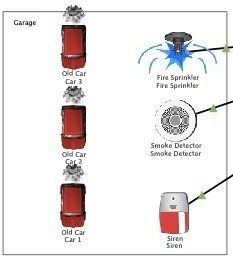 Garage
Old Car
Car 3
Fire Sprinkler
Fire Sprinkler
Old Car
Car 2
Smoke Detector
Smoke Detector
Old Car
Car 1
Siren
Siren